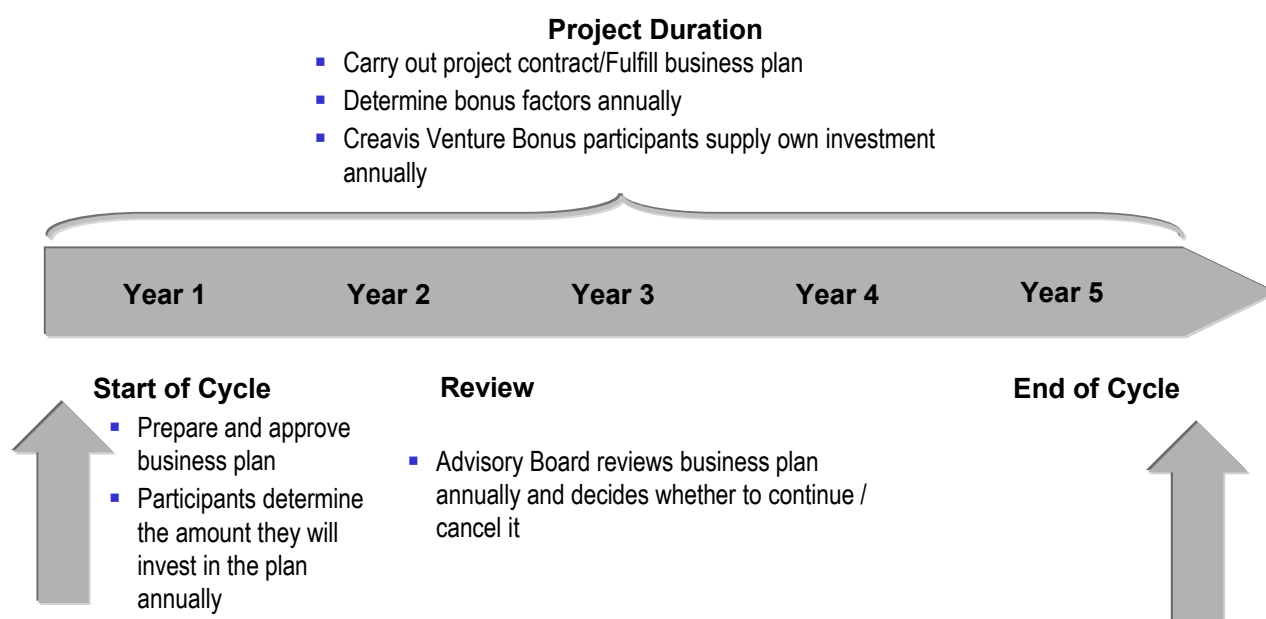 Project Duration
▪ Carry out project contract/Fulfill business plan
▪ Determine bonus factors annually
▪ Creavis Venture Bonus participants supply own investment
annually
Year 1 Year 2 Year 3 Year 4 Year 5
Start of Cycle
▪ Prepare and approve
business plan
▪ Participants determine
the amount they will
invest in the plan
annually
Review
▪ Advisory Board reviews business plan
annually and decides whether to continue /
cancel it
End of Cycle